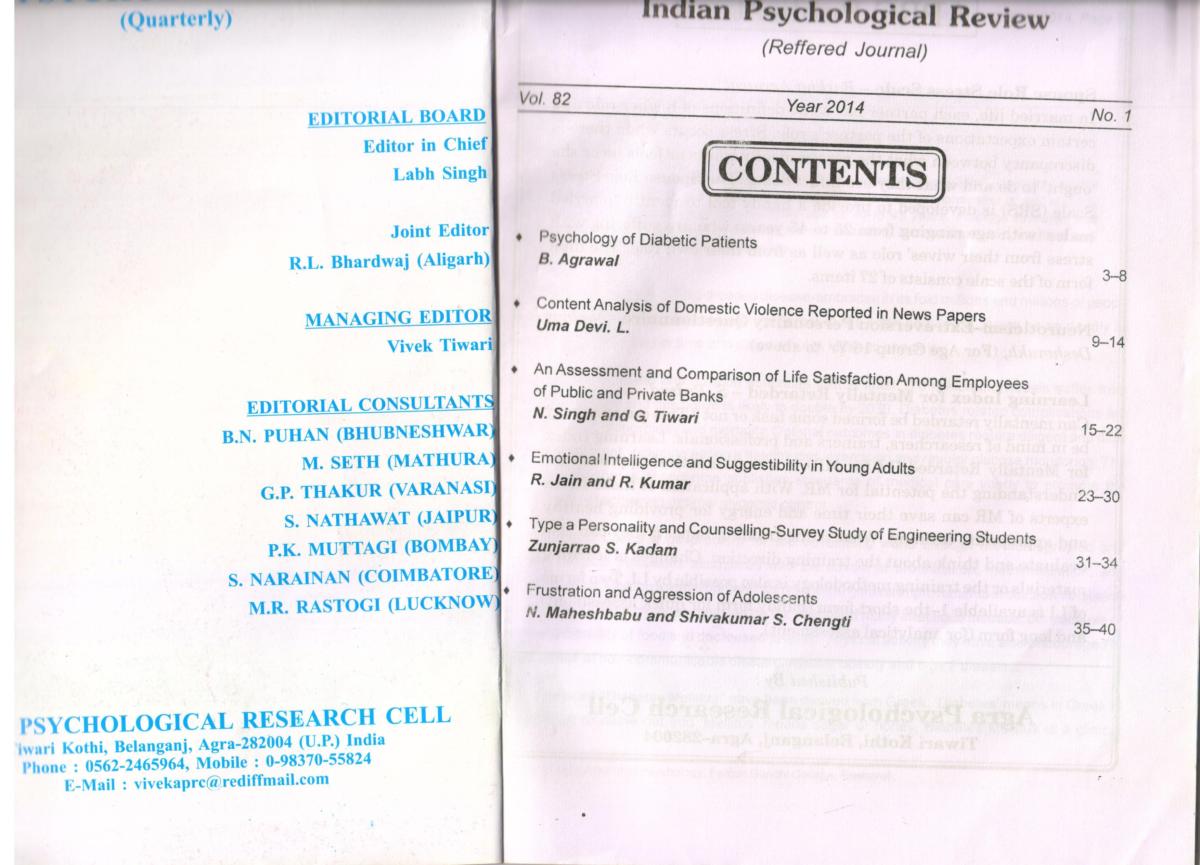 (Quarterly)
EDITORIAL BOARD
Editor in Chief
Labh Singh
Joint Editor
R.L. Bhardwaj (Aligarh)
MANAGING EDITOR
Vivek Tiwari
EDITORIAL CONSULTANTS
B.N. PUHAN (BHUBNESHWAR)
M. SETH (MATHURA)
G.P. THAKUR (VARANASI)
S. NATHAWAT (JAIPUR)
P.K. MUTTAGI (BOMBAY)
S. NARAINAN (COIMBATORE)
M.R. RASTOGI (LUCKNOW)
PSYCHOLOGICAL RESEARCH CELL
iwari Kothi, Belanganj, Agra-282004 (U.P.) India
Phone : 0562-2465964, Mobile : 0-98370-55824
E-Mail : vivekaprc@rediffmail.com
Indian Psychological Review
(Reffered Journal)
Vol. 82 Year 2014 No. 1
CONTENTS
♦ Psychology of Diabetic Patients
B. Agrawal 3–8
♦ Content Analysis of Domestic Violence Reported in News Papers
Uma Devi. L. 9–14
♦ An Assessment and Comparison of Life Satisfaction Among Employees
of Public and Private Banks
N. Singh and G. Tiwari 15–22
♦ Emotional Intelligence and Suggestibility in Young Adults
R. Jain and R. Kumar 23–30
♦ Type a Personality and Counselling-Survey Study of Engineering Students
Zunjarrao S. Kadam 31–34
♦ Frustration and Aggression of Adolescents
N. Maheshbabu and Shivakumar S. Chengti 35–40